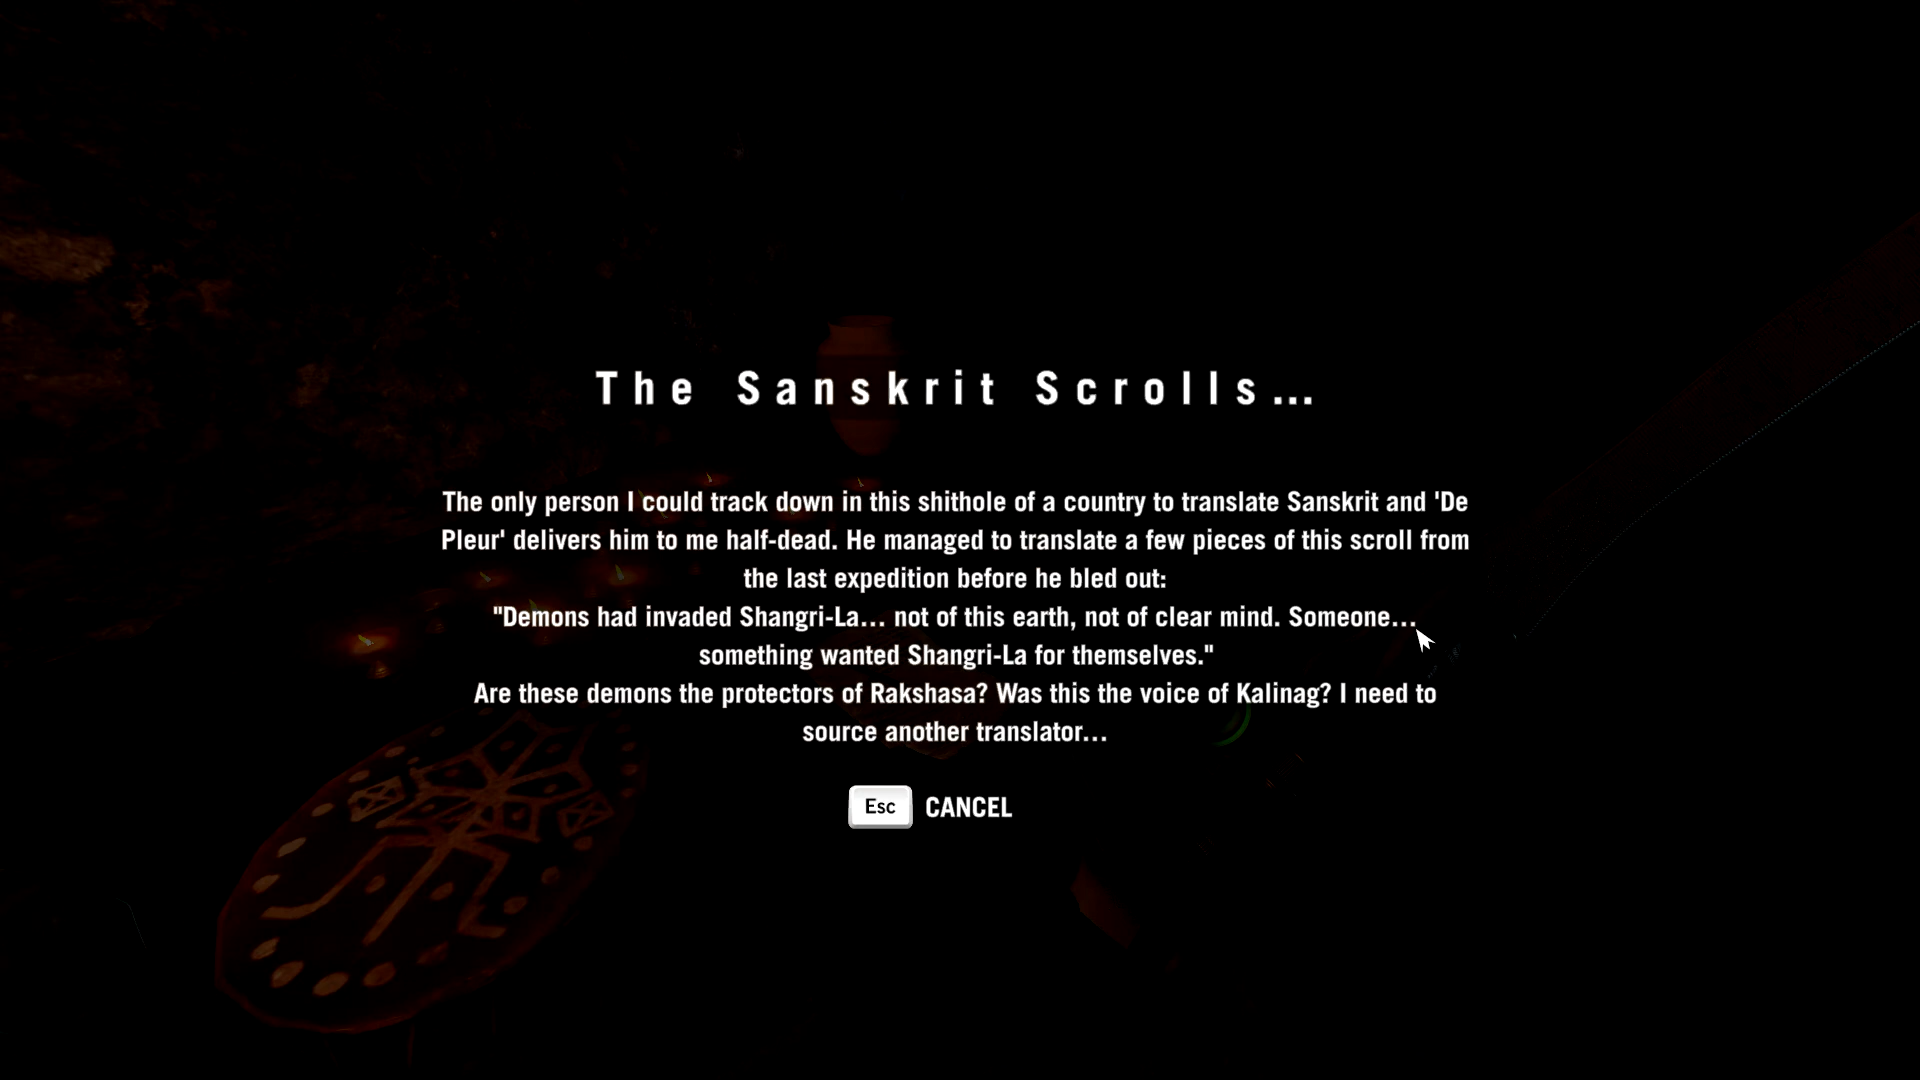 The Sanskrit Scrolls...
The only person I could track down in this shithole of a country to translate Sanskrit and 'De
Pleur' delivers him to me half-dead. He managed to translate a few pieces of this scroll from
the last expedition before he bled out:
"Demons had invaded Shangri-La... not of this earth, not of clear mind. Someone...
something wanted Shangri-La for themselves."
Are these demons the protectors of Rakshasa? Was this the voice of Kalinag? I need to
source another translator...
Esc CANCEL